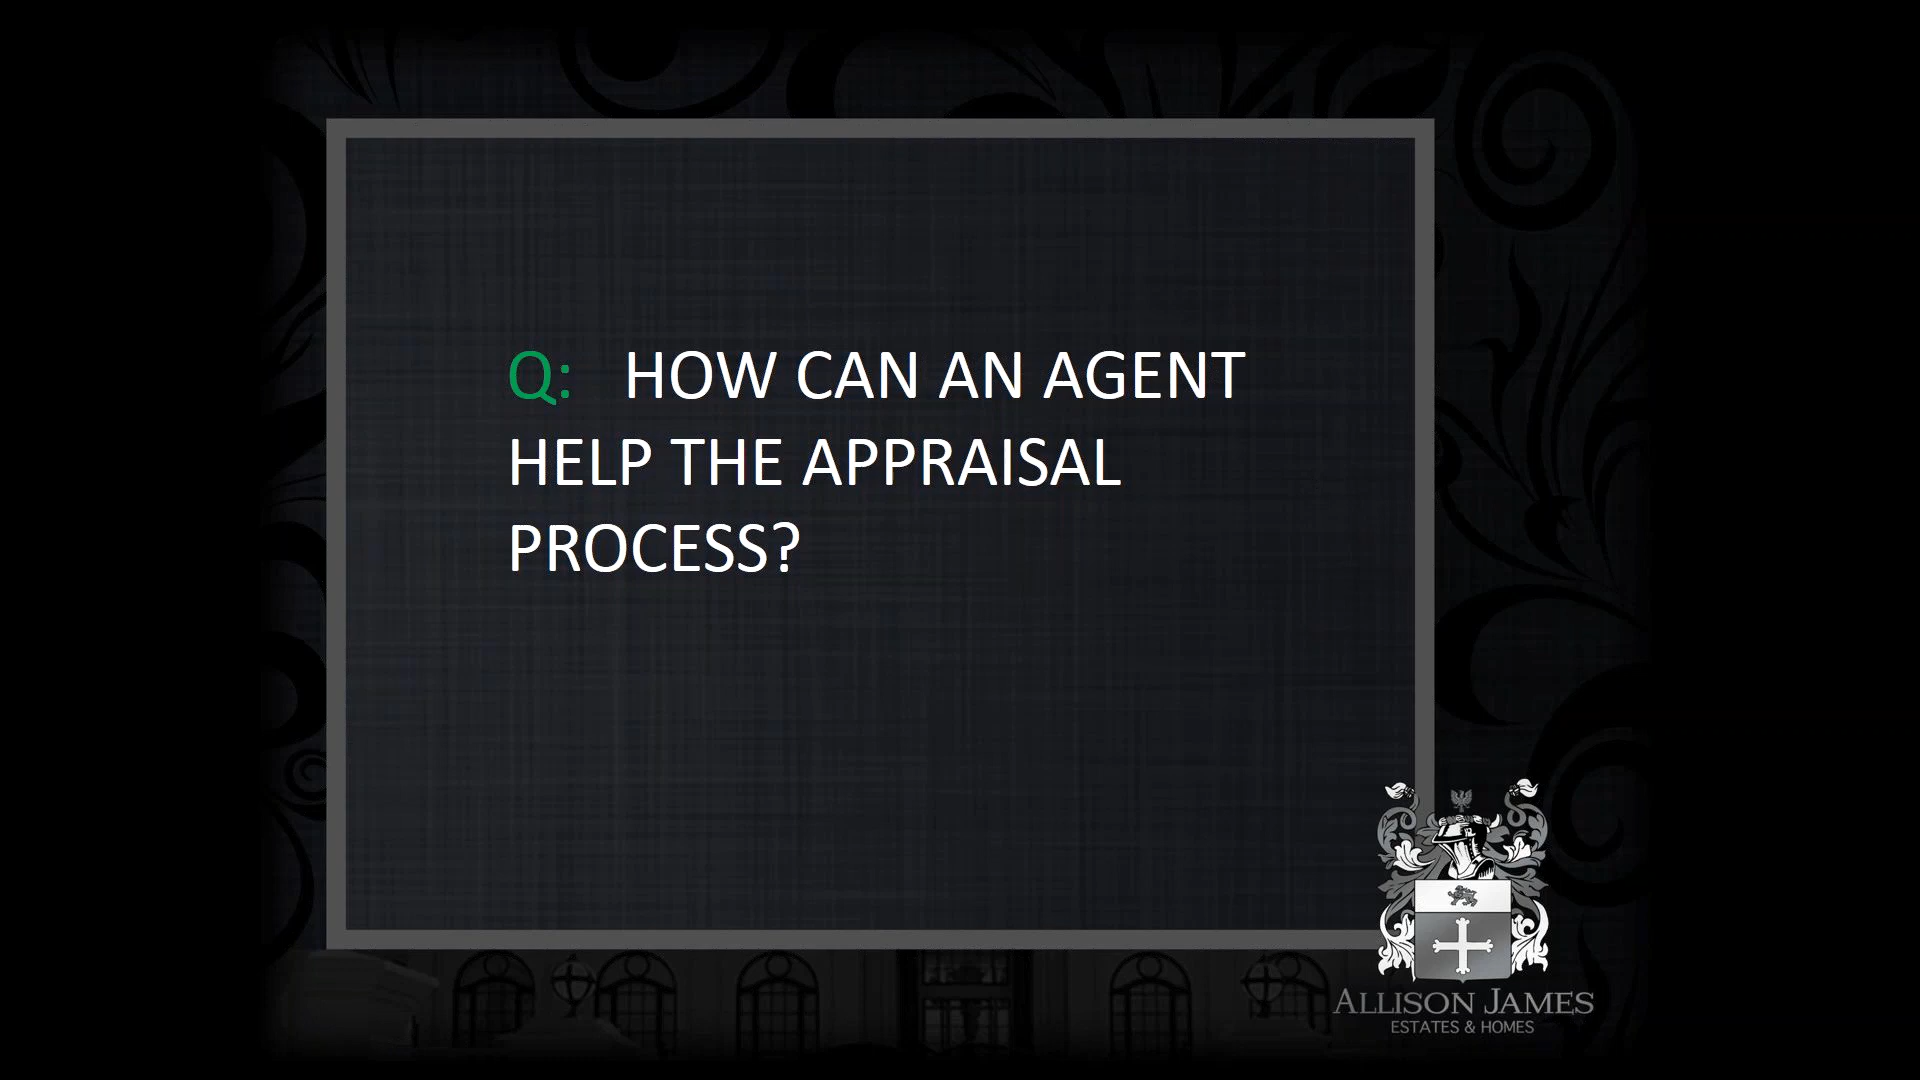 Q: HOW CAN AN AGENT
HELP THE APPRAISAL
PROCESS?
ALLISON JAMES
ESTATES & HOMES